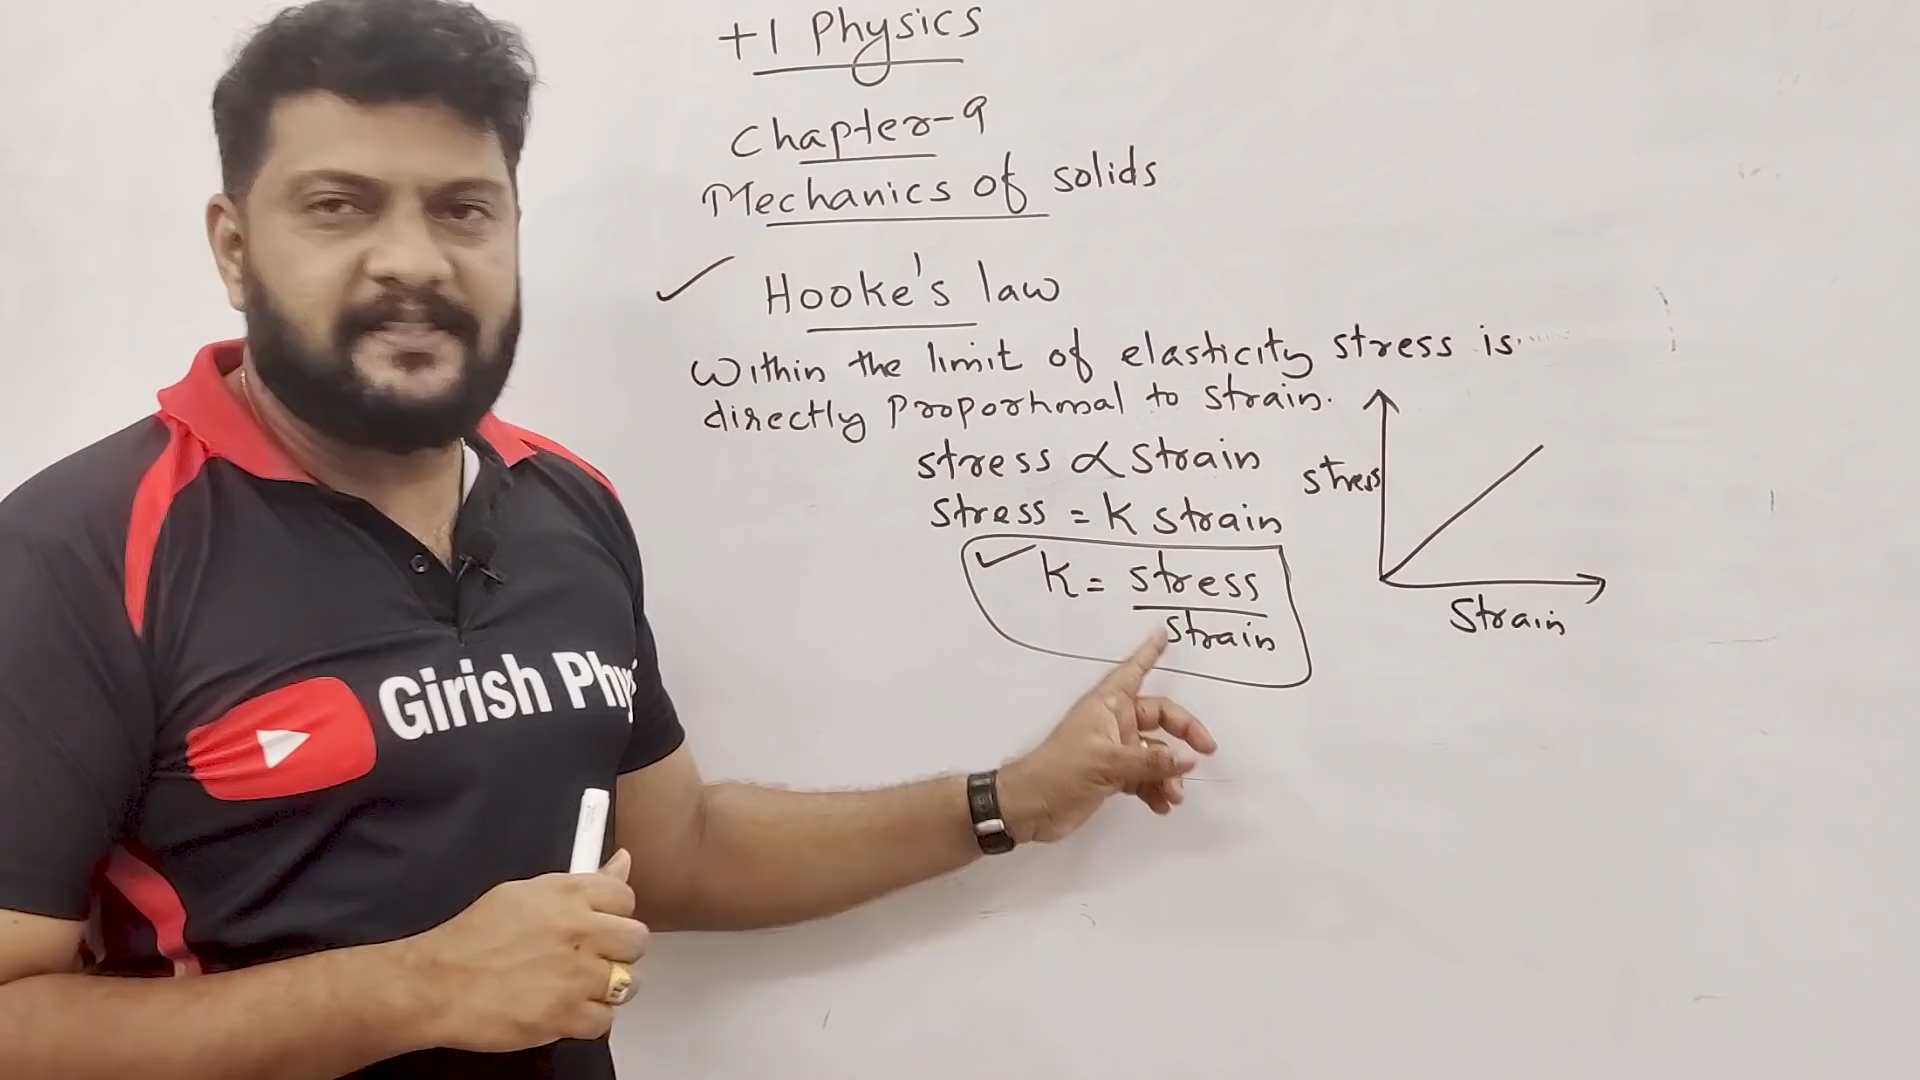 +1 Physics
Chapter-9
Mechanics of solids
✓ Hooke's law
Within the limit of elasticity stress is
directly proportional to strain.
stress ∝ strain
stress = K strain
✓ K = stress
strain
stress
Strain
Girish Phy